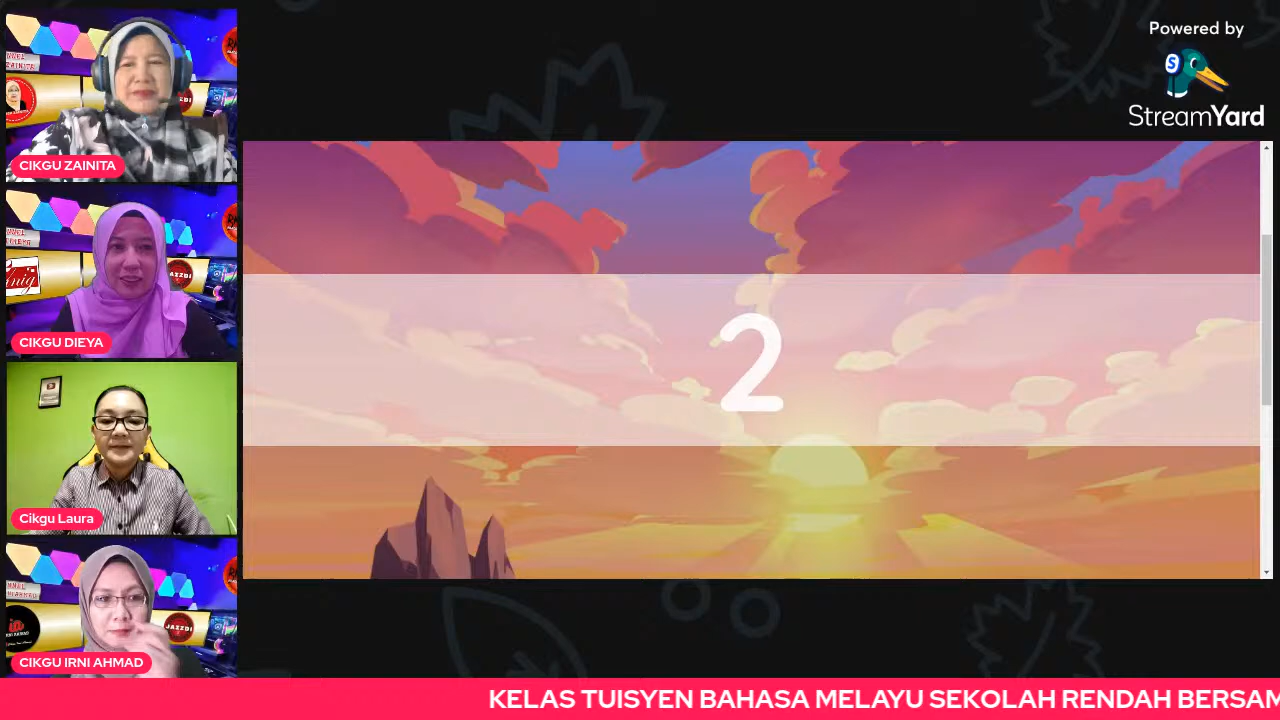 Powered by
StreamYard
CIKGU ZAINITA
CIKGU DIEYA
Cikgu Laura
CIKGU IRNI AHMAD
2
KELAS TUISYEN BAHASA MELAYU SEKOLAH RENDAH BERSAM